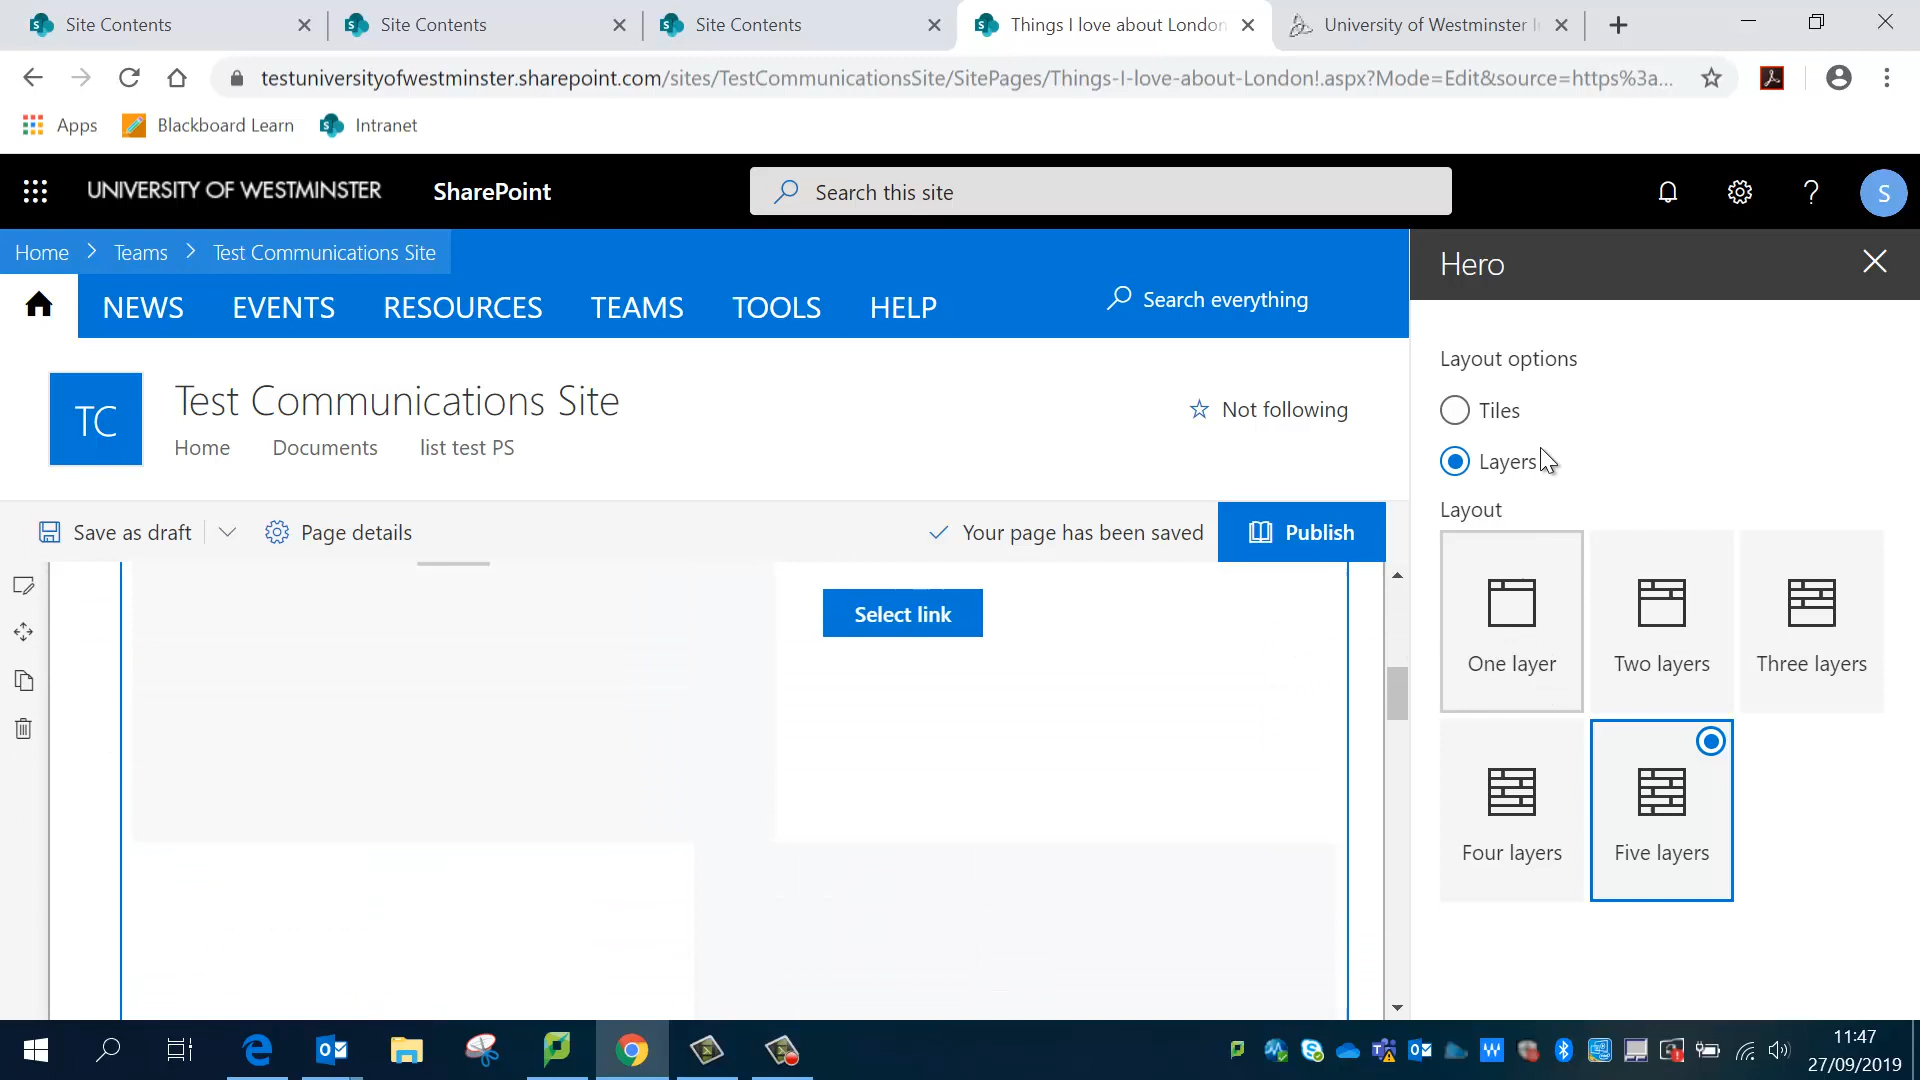 Site Contents
Site Contents
Site Contents
Things I love about London
University of Westminster I
testuniversityofwestminster.sharepoint.com/sites/TestCommunicationsSite/SitePages/Things-I-love-about-London!.aspx?Mode=Edit&source=https%3a...
Apps
Blackboard Learn
Intranet
UNIVERSITY OF WESTMINSTER
SharePoint
Search this site
S
Home > Teams > Test Communications Site
Hero
NEWS
EVENTS
RESOURCES
TEAMS
TOOLS
HELP
Search everything
TC
Test Communications Site
Home
Documents
list test PS
Not following
Layout options
Tiles
Layers
Layout
Save as draft
Page details
Your page has been saved
Publish
Select link
One layer
Two layers
Three layers
Four layers
Five layers
11:47
27/09/2019